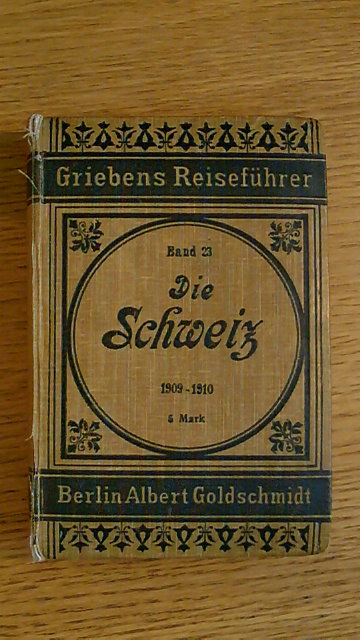 Griebens Reiseführer
Band 23
Die
Schweiz
1909-1910
5 Mark
Berlin Albert Goldschmidt